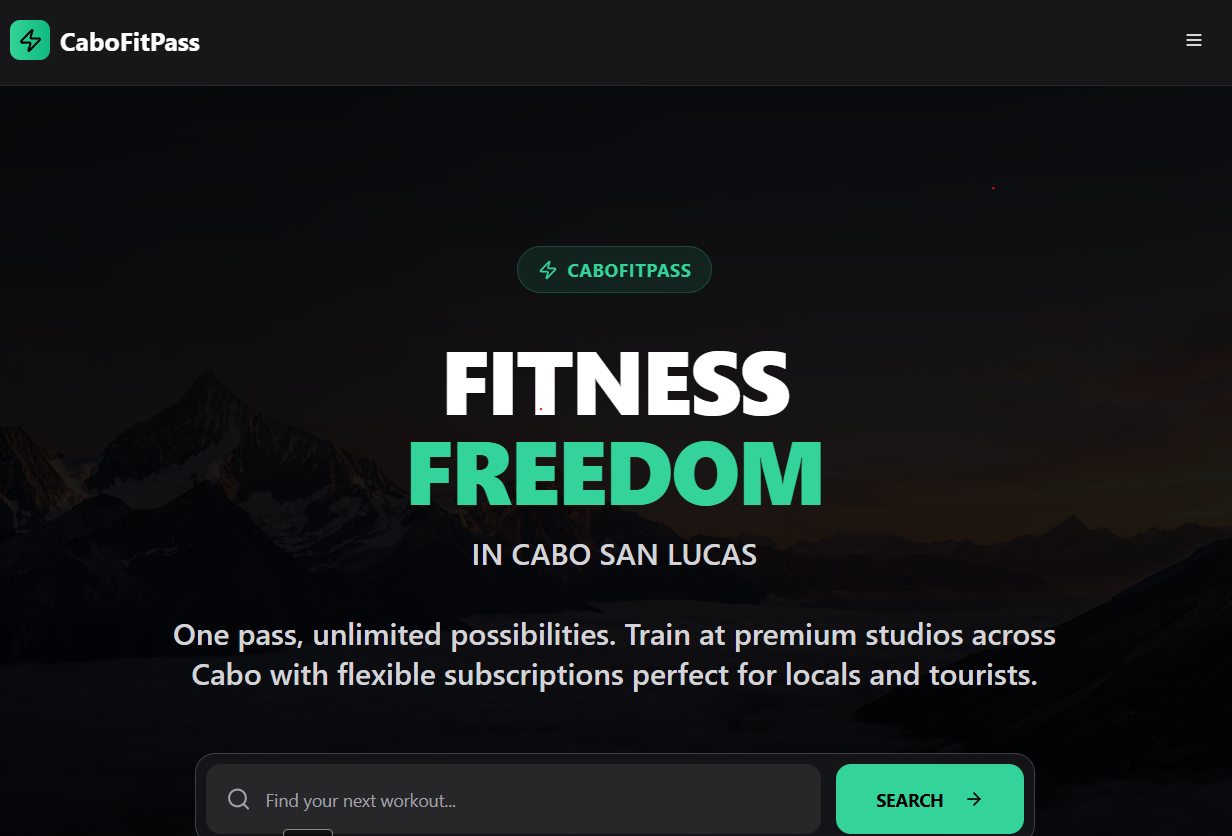 CaboFitPass
CABOFITPASS
FITNESS
FREEDOM
IN CABO SAN LUCAS
One pass, unlimited possibilities. Train at premium studios across
Cabo with flexible subscriptions perfect for locals and tourists.
Find your next workout...
SEARCH